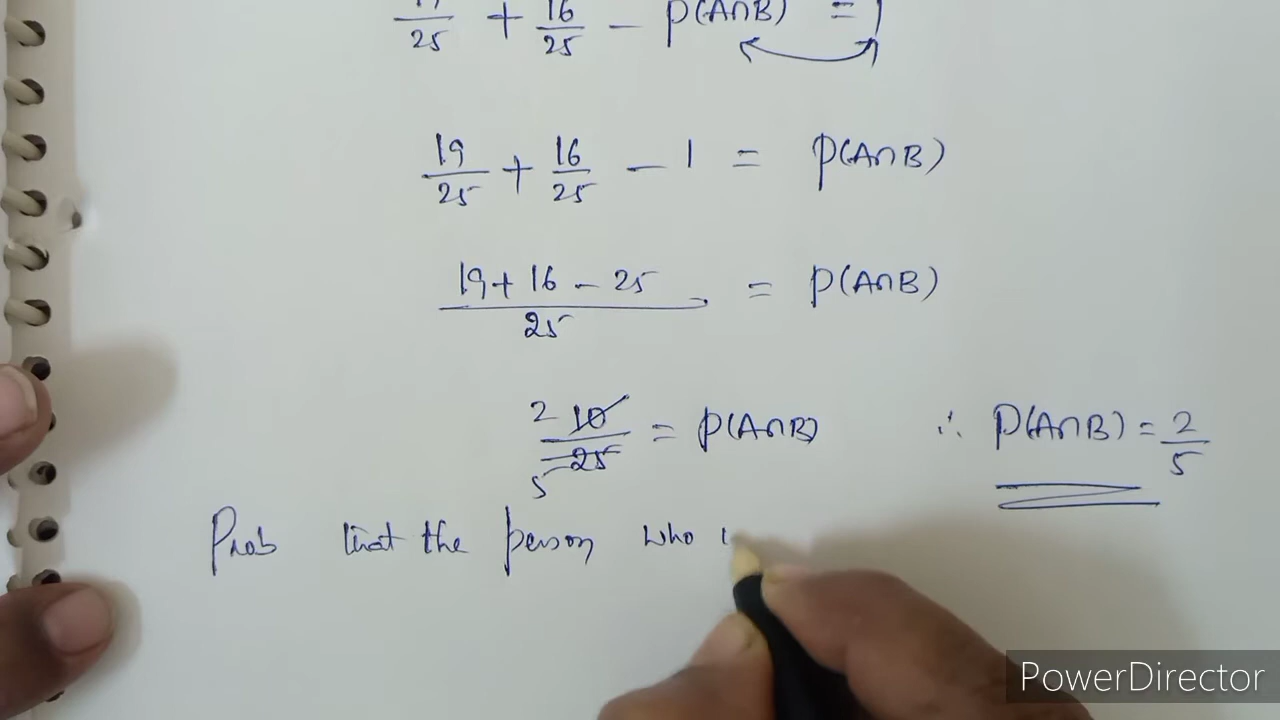 19/25 + 16/25 - P(A∩B) = 1
19/25 + 16/25 - 1 = P(A∩B)
19+16-25/25 = P(A∩B)
2 10/25 5 = P(A∩B) ∴ P(A∩B) = 2/5
Prob that the person who
PowerDirector